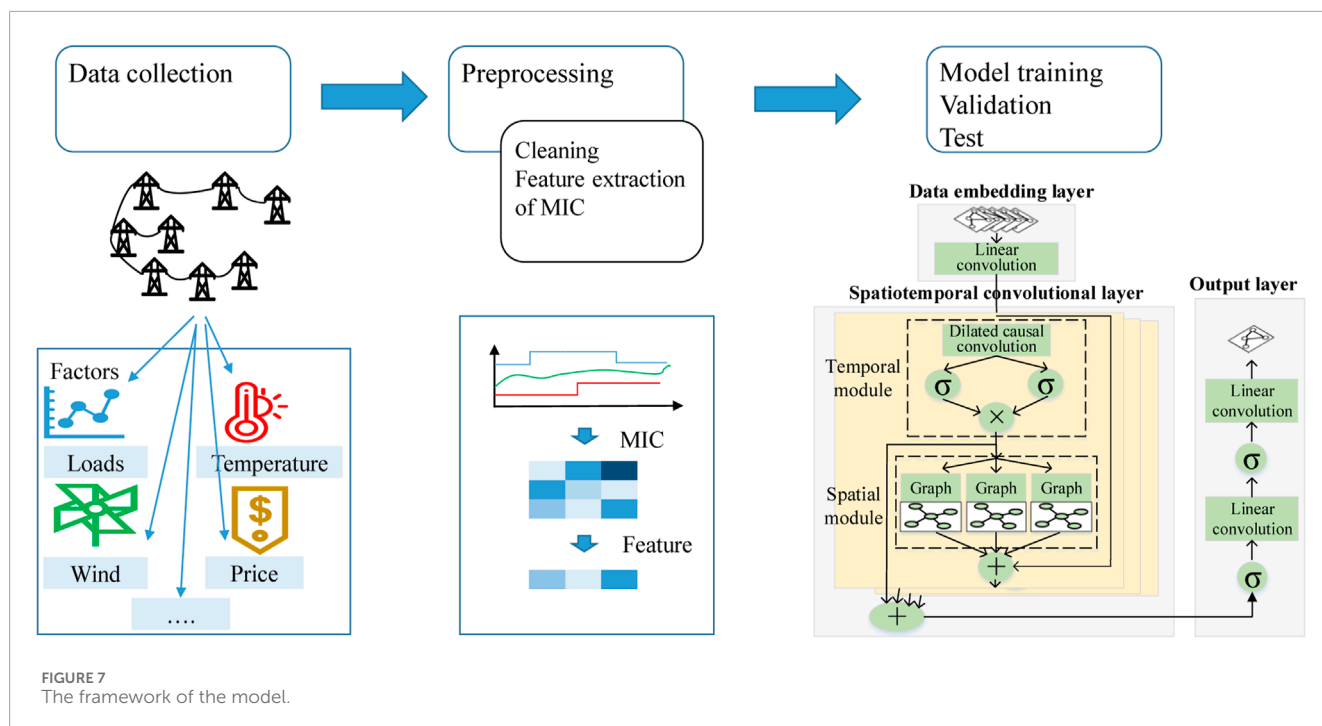 Data collection
Preprocessing
Cleaning
Feature extraction
of MIC
Model training
Validation
Test
Factors
Loads
Temperature
$
Wind
Price
....
MIC
Feature
Data embedding layer
Linear
convolution
Spatiotemporal convolutional layer
Dilated causal
convolution
Temporal
module
σ
σ
×
Spatial
module
Graph
Graph
Graph
+
+
Output layer
Linear
convolution
σ
Linear
convolution
σ
FIGURE 7
The framework of the model.